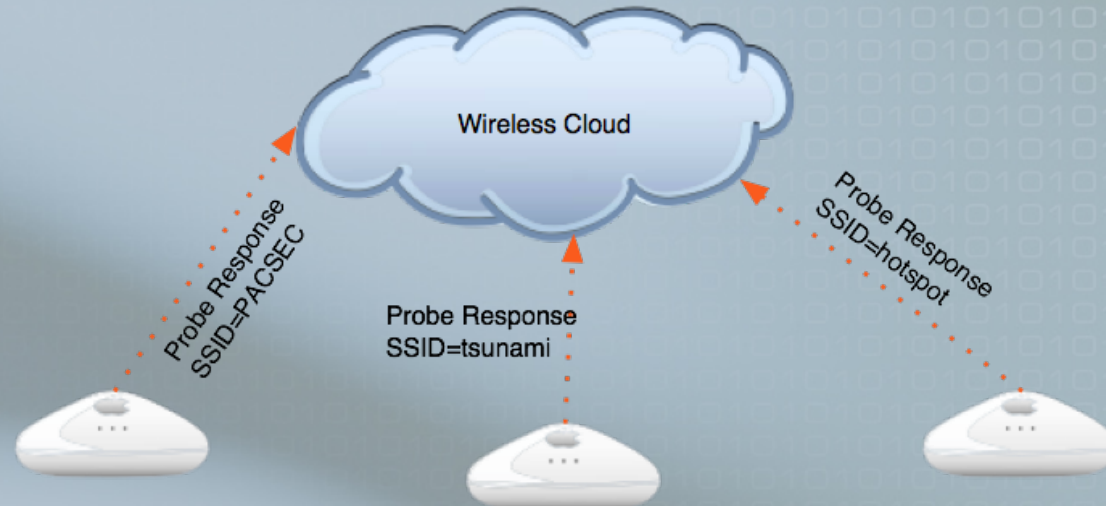 Wireless Cloud
Probe Response
SSID=PACSEC
Probe Response
SSID=tsunami
Probe Response
SSID=hotspot